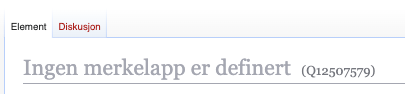 Element Diskusjon
Ingen merkelapp er definert (Q12507579)